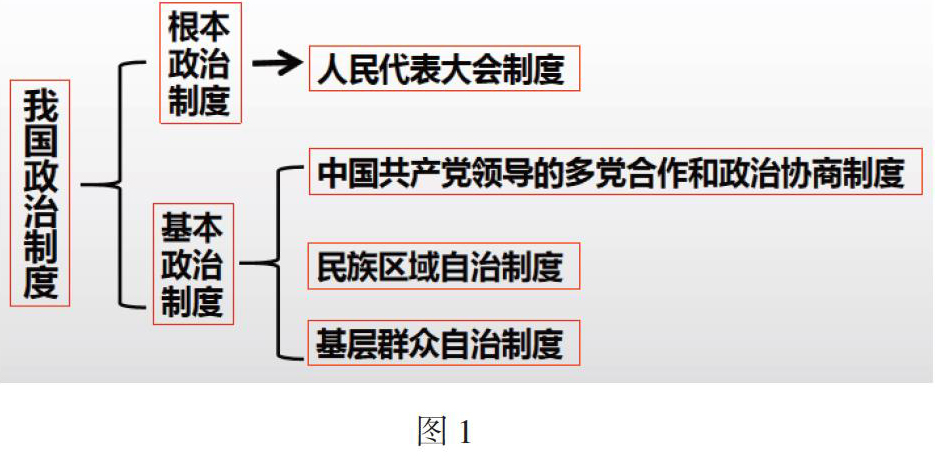 我国政治制度
根本
政治
制度
人民代表大会制度
基本
政治
制度
中国共产党领导的多党合作和政治协商制度
民族区域自治制度
基层群众自治制度
图 1